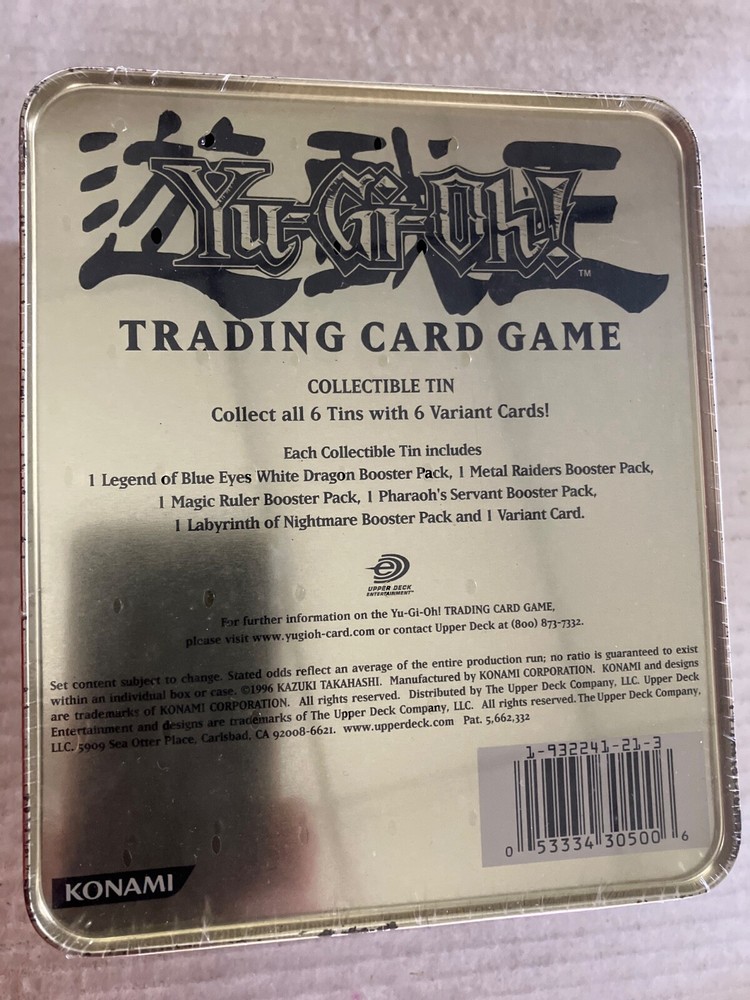 遊戯王
Yu-Gi-Oh!
TM
TRADING CARD GAME
COLLECTIBLE TIN
Collect all 6 Tins with 6 Variant Cards!
Each Collectible Tin includes
1 Legend of Blue Eyes White Dragon Booster Pack, 1 Metal Raiders Booster Pack,
1 Magic Ruler Booster Pack, 1 Pharaoh's Servant Booster Pack,
1 Labyrinth of Nightmare Booster Pack and 1 Variant Card.
UPPER DECK
ENTERTAINMENT™
For further information on the Yu-Gi-Oh! TRADING CARD GAME,
please visit www.yugioh-card.com or contact Upper Deck at (800) 873-7332.
Set content subject to change. Stated odds reflect an average of the entire production run; no ratio is guaranteed to exist
within an individual box or case. ©1996 KAZUKI TAKAHASHI. Manufactured by KONAMI CORPORATION. KONAMI and designs
are trademarks of KONAMI CORPORATION. All rights reserved. Distributed by The Upper Deck Company, LLC. Upper Deck
Entertainment and designs are trademarks of The Upper Deck Company, LLC. All rights reserved. The Upper Deck Company,
LLC. 5909 Sea Otter Place, Carlsbad, CA 92008-6621. www.upperdeck.com Pat. 5,662,332
1-932241-21-3
0 53334 30500 6
KONAMI